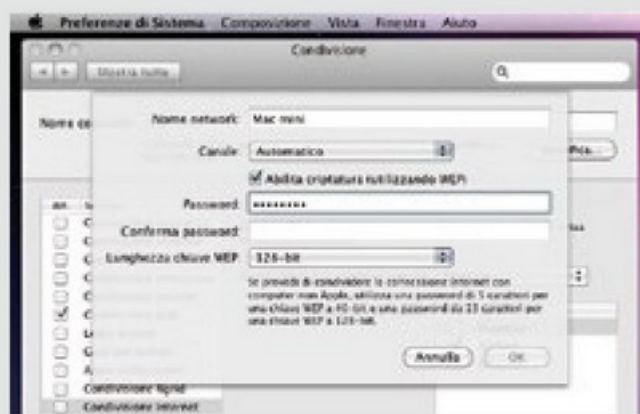 Preferenze di Sistema Composizione Vista Finestra Aiuto
Condivisione
Mostra tutte
Nome network: Mac mini
Canale: Automatico
Abilita criptatura (utilizzando WEP)
Password: ••••••••
Conferma password:
Lunghezza chiave WEP: 128-bit
Se prevedi di condividere la connessione Internet con
computer non Apple, utilizza una password di 5 caratteri per
una chiave WEP a 40-bit e una password da 13 caratteri per
una chiave WEP a 128-bit.
Annulla OK
Condivisione Xgrid
Condivisione Internet